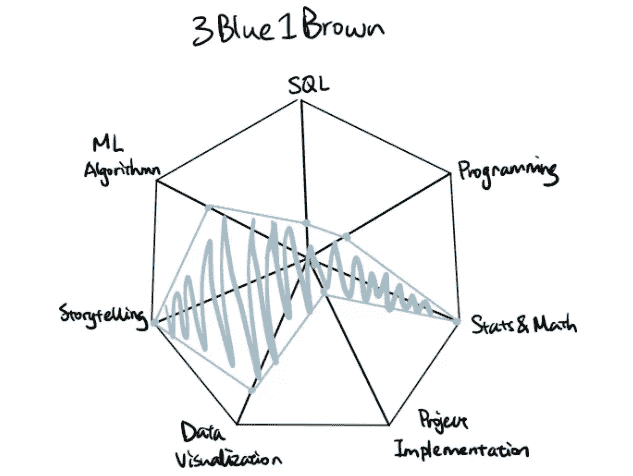 3Blue1Brown
SQL
ML
Algorithm
Programming
Storytelling
Stats & Math
Data
Visualization
Project
Implementation